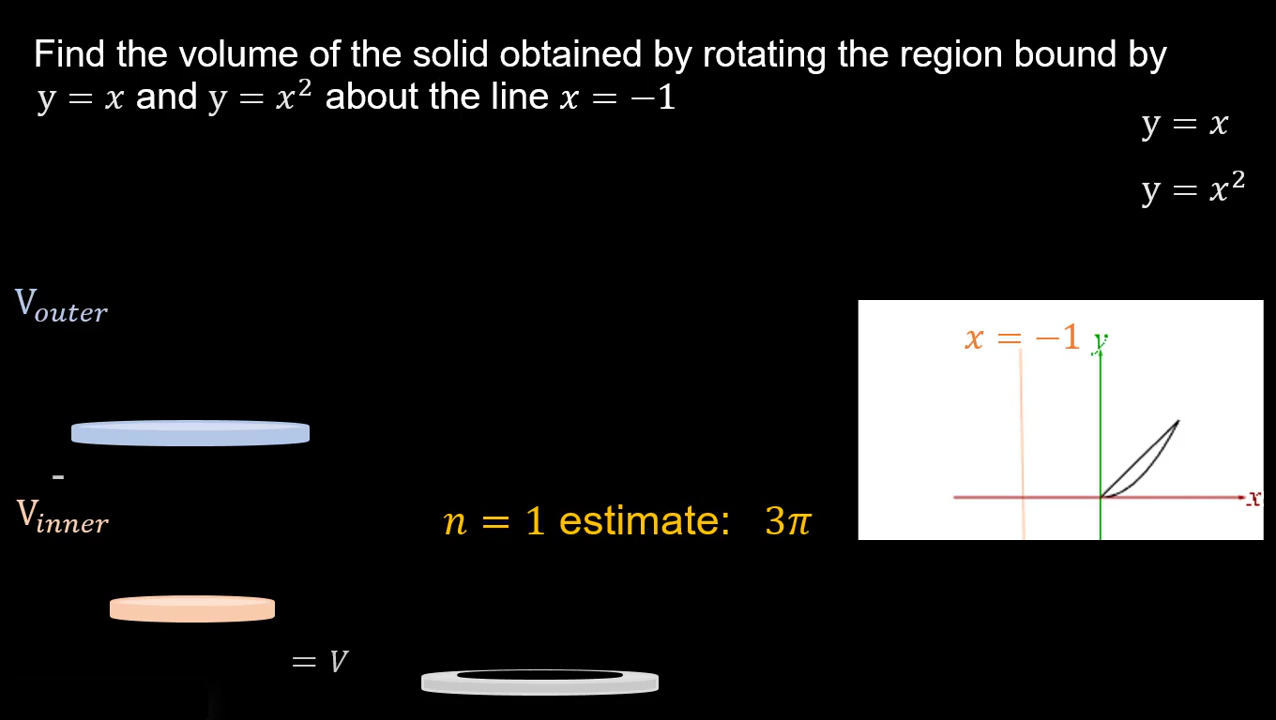 Find the volume of the solid obtained by rotating the region bound by
y = x and y = x² about the line x = −1
y = x
y = x²
V_outer
x = −1 y
-
V_inner
n = 1 estimate: 3π
x
= V